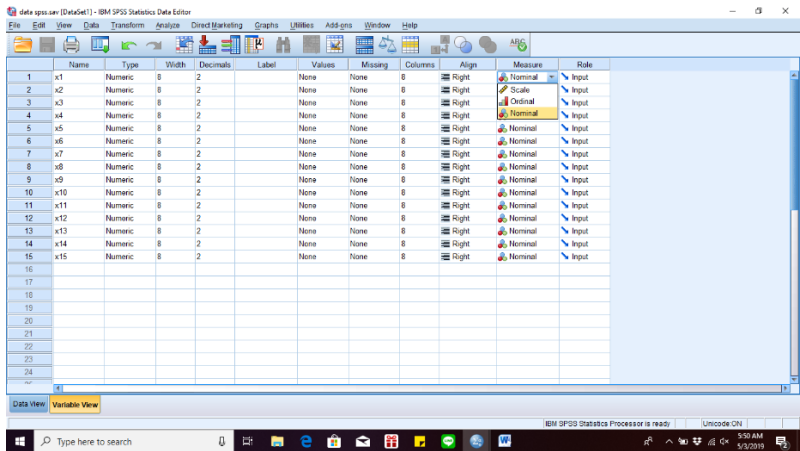 data spss.sav [DataSet1] - IBM SPSS Statistics Data Editor
File Edit View Data Transform Analyze Direct Marketing Graphs Utilities Add-ons Window Help
Name Type Width Decimals Label Values Missing Columns Align Measure Role
1 x1 Numeric 8 2 None None 8 Right Nominal Input
2 x2 Numeric 8 2 None None 8 Right Scale Input
3 x3 Numeric 8 2 None None 8 Right Ordinal Input
4 x4 Numeric 8 2 None None 8 Right Nominal Input
5 x5 Numeric 8 2 None None 8 Right Nominal Input
6 x6 Numeric 8 2 None None 8 Right Nominal Input
7 x7 Numeric 8 2 None None 8 Right Nominal Input
8 x8 Numeric 8 2 None None 8 Right Nominal Input
9 x9 Numeric 8 2 None None 8 Right Nominal Input
10 x10 Numeric 8 2 None None 8 Right Nominal Input
11 x11 Numeric 8 2 None None 8 Right Nominal Input
12 x12 Numeric 8 2 None None 8 Right Nominal Input
13 x13 Numeric 8 2 None None 8 Right Nominal Input
14 x14 Numeric 8 2 None None 8 Right Nominal Input
15 x15 Numeric 8 2 None None 8 Right Nominal Input
16
17
18
19
20
21
22
23
24
Data View Variable View
IBM SPSS Statistics Processor is ready Unicode:ON
Type here to search
5:50 AM
5/3/2019